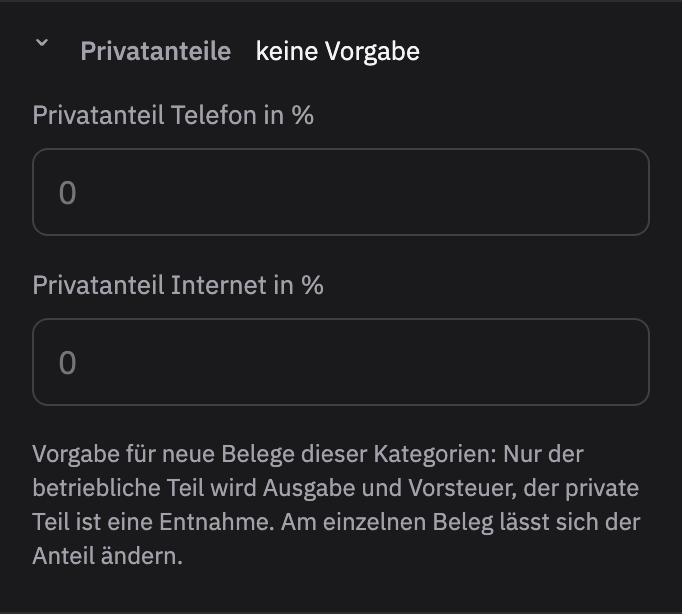 Privatanteile keine Vorgabe
Privatanteil Telefon in %
0
Privatanteil Internet in %
0
Vorgabe für neue Belege dieser Kategorien: Nur der
betriebliche Teil wird Ausgabe und Vorsteuer, der private
Teil ist eine Entnahme. Am einzelnen Beleg lässt sich der
Anteil ändern.